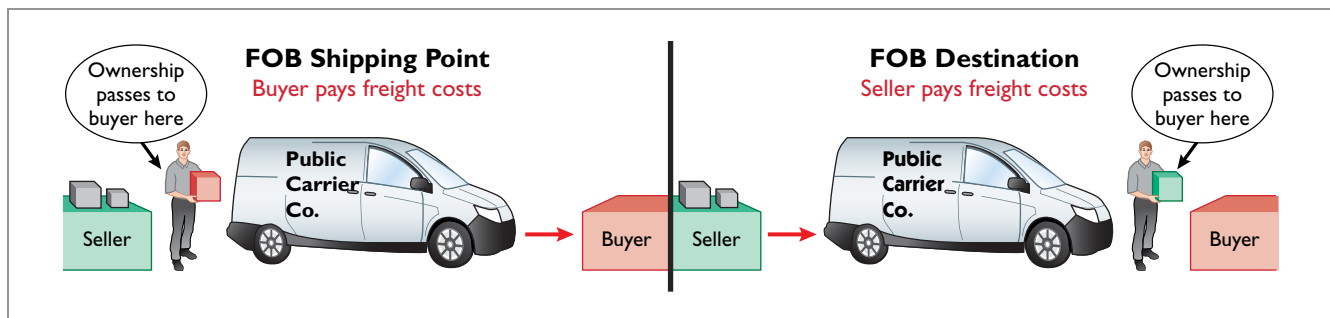 FOB Shipping Point
Buyer pays freight costs
Ownership
passes to
buyer here
Public
Carrier
Co.
Seller
Buyer
FOB Destination
Seller pays freight costs
Ownership
passes to
buyer here
Public
Carrier
Co.
Seller
Buyer